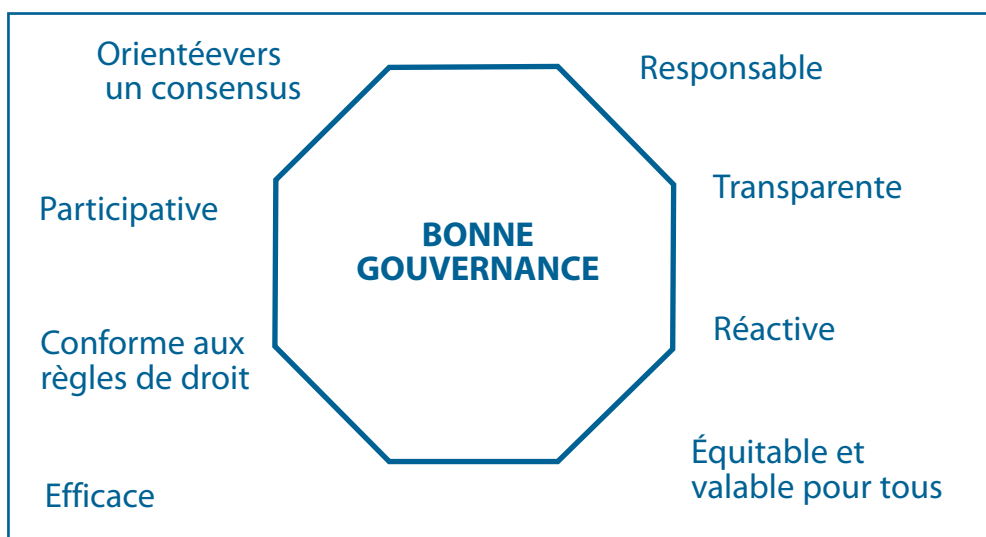 Orientéevers
un consensus
Responsable
Participative
Transparente
BONNE
GOUVERNANCE
Conforme aux
règles de droit
Réactive
Efficace
Équitable et
valable pour tous